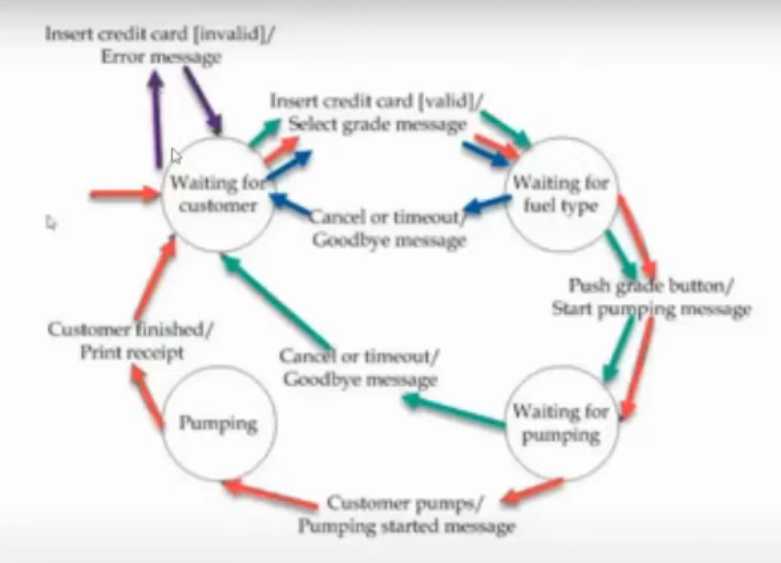 Insert credit card [invalid]/
Error message
Insert credit card [valid]/
Select grade message
Waiting for
customer
Waiting for
fuel type
Cancel or timeout/
Goodbye message
Push grade button/
Start pumping message
Customer finished/
Print receipt
Cancel or timeout/
Goodbye message
Pumping
Waiting for
pumping
Customer pumps/
Pumping started message